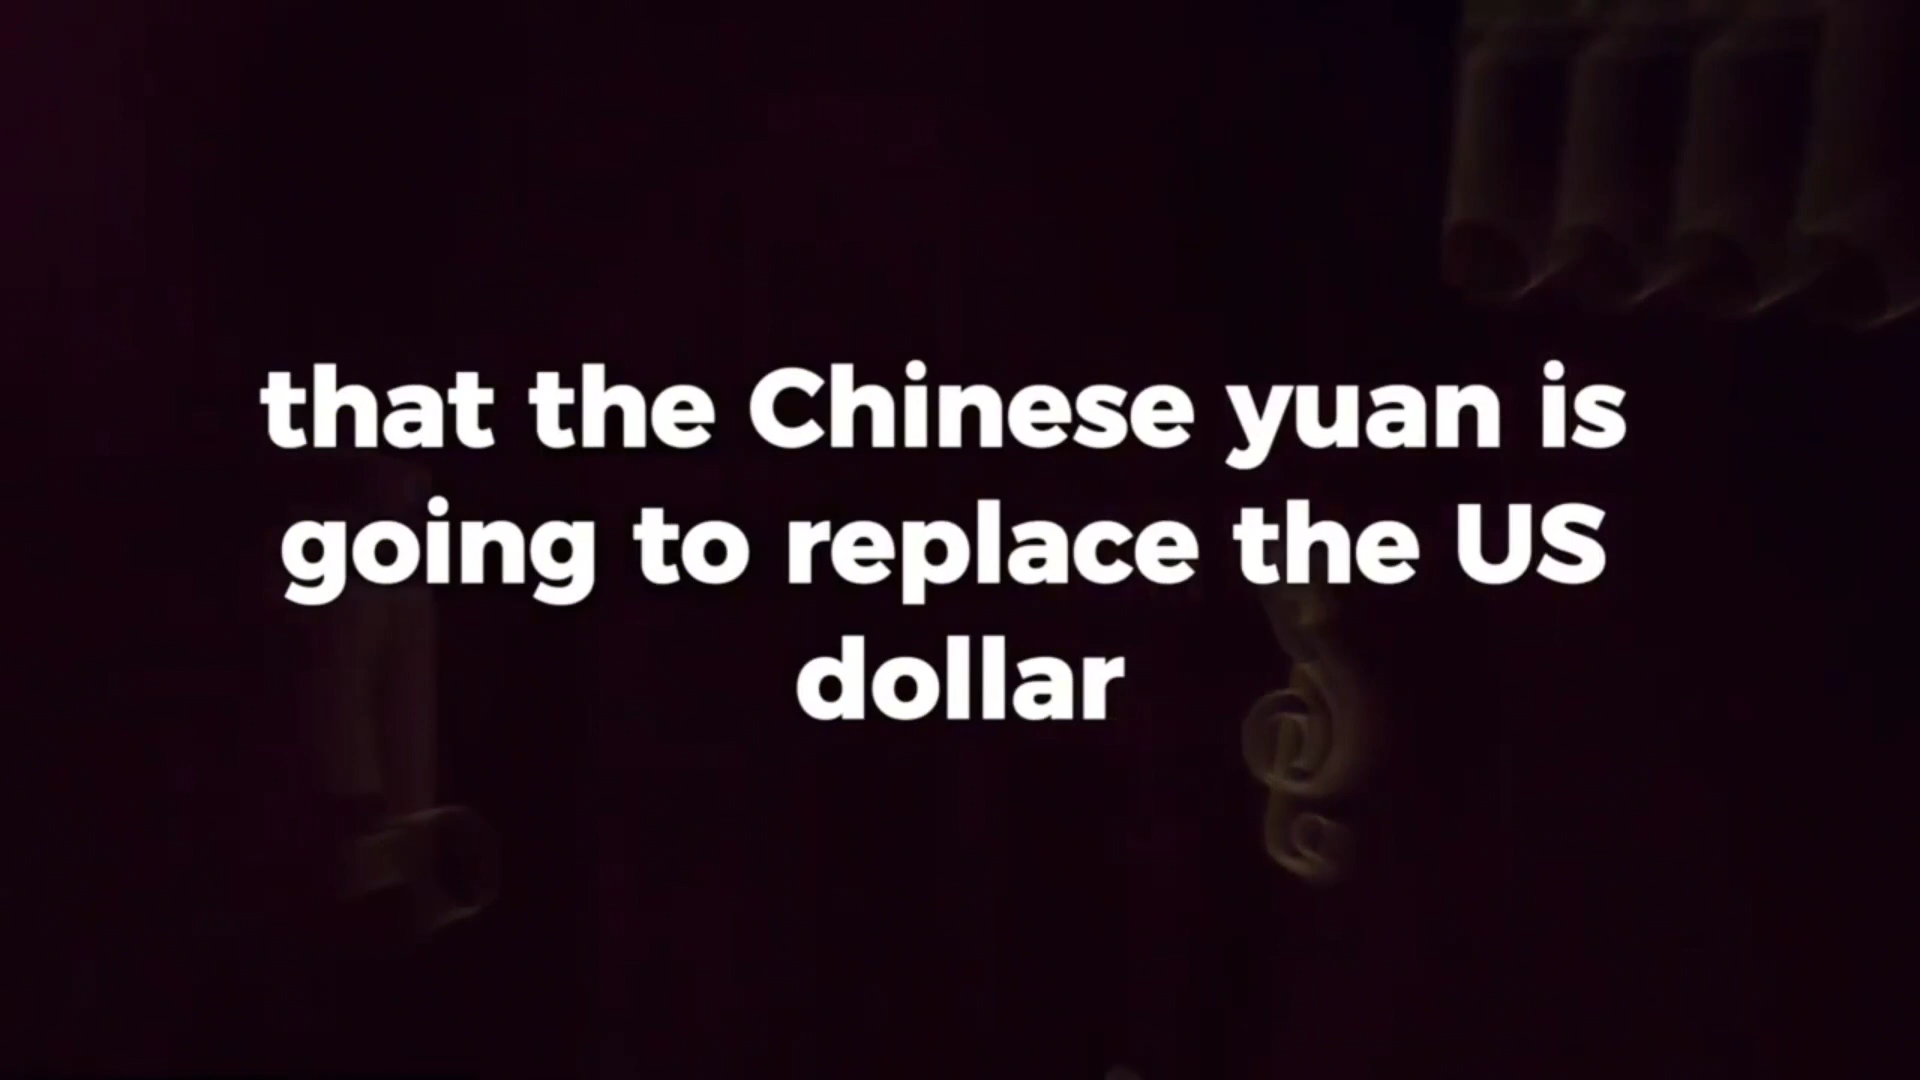 that the Chinese yuan is
going to replace the US
dollar